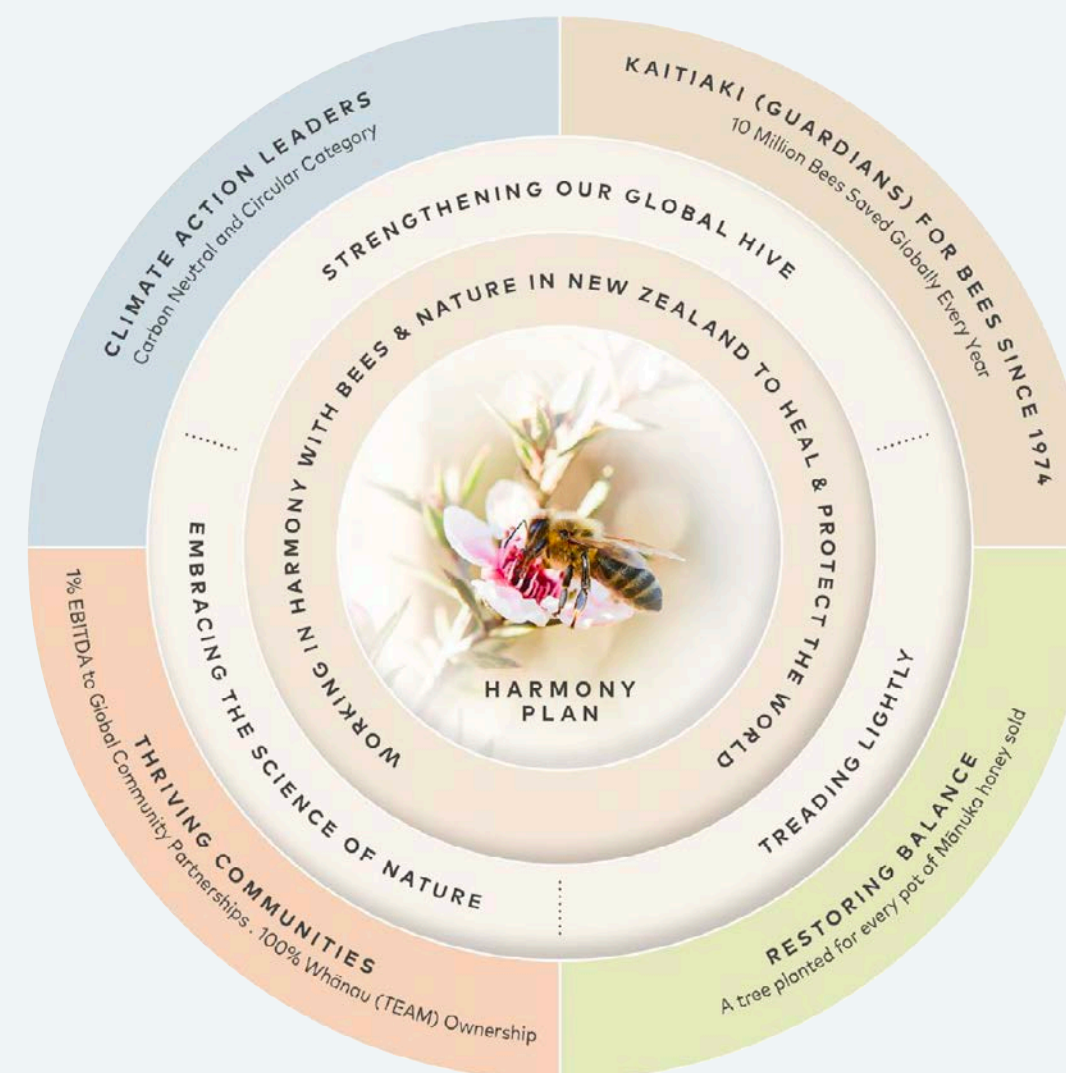 CLIMATE ACTION LEADERS
Carbon Neutral and Circular Category
KAITIAKI (GUARDIANS) FOR BEES SINCE 1974
10 Million Bees Saved Globally Every Year
STRENGTHENING OUR GLOBAL HIVE
WORKING IN HARMONY WITH BEES & NATURE IN NEW ZEALAND TO HEAL & PROTECT THE WORLD
HARMONY
PLAN
EMBRACING THE SCIENCE OF NATURE
TREADING LIGHTLY
THRIVING COMMUNITIES
1% EBITDA to Global Community Partnerships . 100% Whānau (TEAM) Ownership
RESTORING BALANCE
A tree planted for every pot of Mānuka honey sold